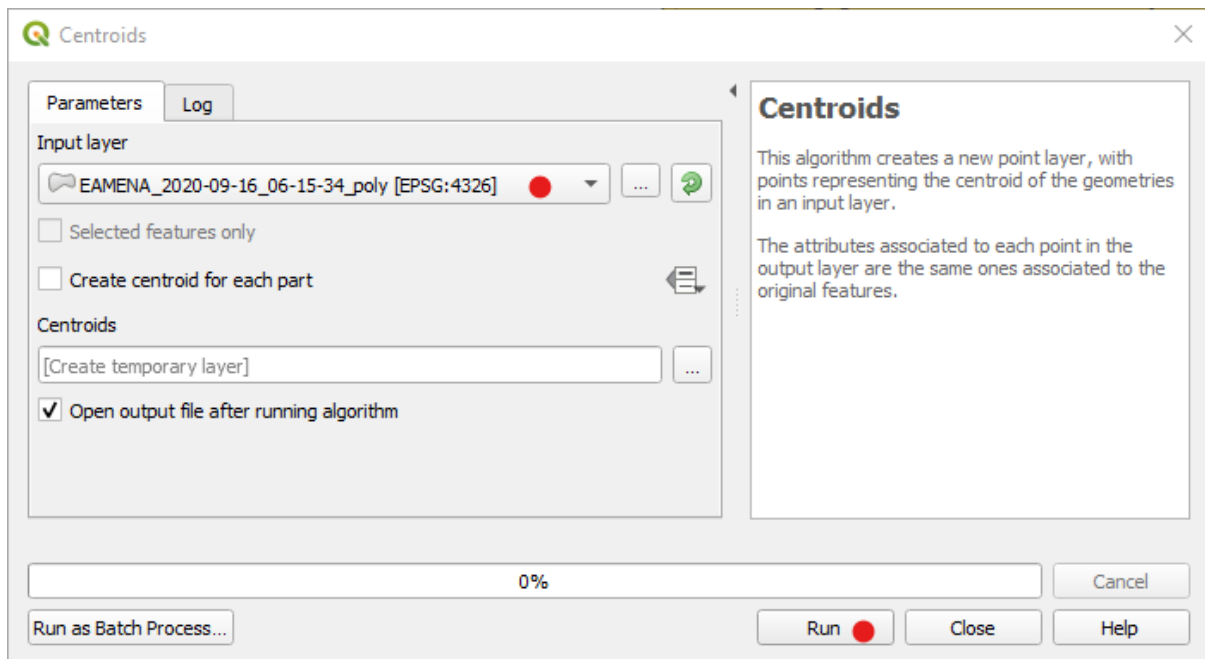 Centroids
Parameters
Log
Input layer
EAMENA_2020-09-16_06-15-34_poly [EPSG:4326]
...
Selected features only
Create centroid for each part
Centroids
[Create temporary layer]
...
Open output file after running algorithm
Centroids
This algorithm creates a new point layer, with
points representing the centroid of the geometries
in an input layer.
The attributes associated to each point in the
output layer are the same ones associated to the
original features.
0%
Cancel
Run as Batch Process...
Run
Close
Help